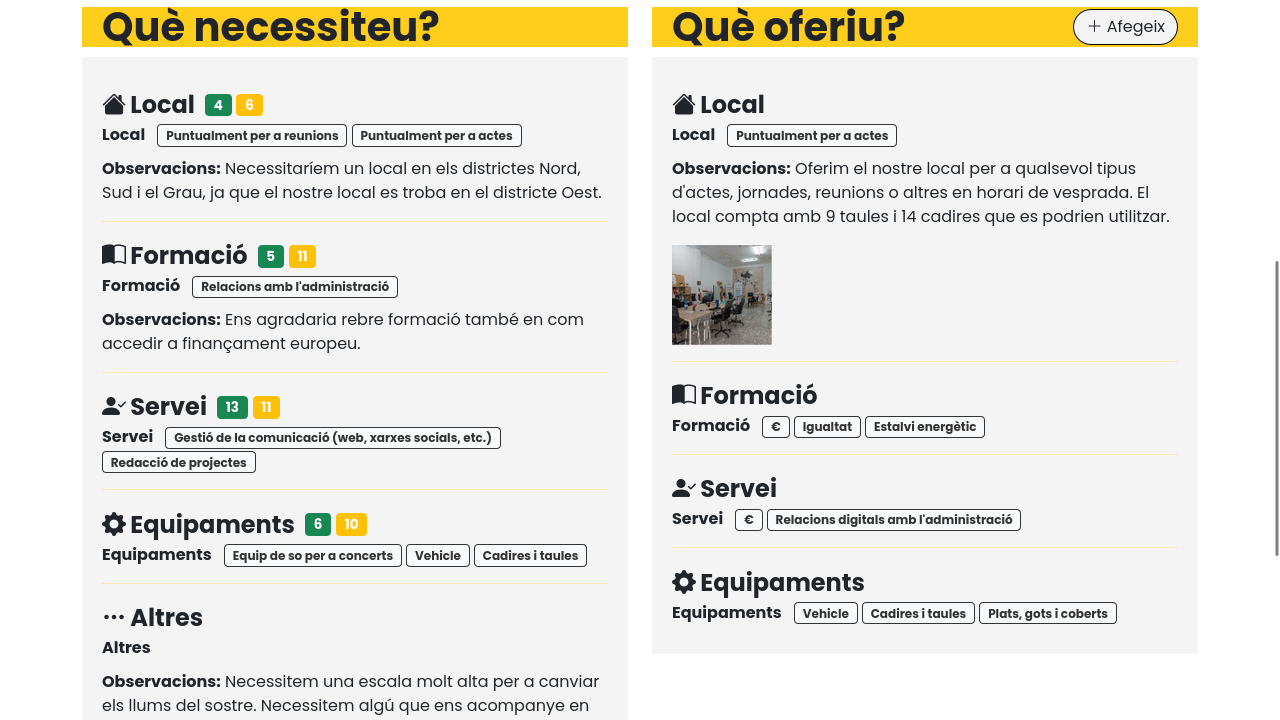 Què necessiteu?
Local 4 6
Local Puntualment per a reunions Puntualment per a actes
Observacions: Necessitaríem un local en els districtes Nord,
Sud i el Grau, ja que el nostre local es troba en el districte Oest.
Formació 5 11
Formació Relacions amb l'administració
Observacions: Ens agradaria rebre formació també en com
accedir a finançament europeu.
Servei 13 11
Servei Gestió de la comunicació (web, xarxes socials, etc.)
Redacció de projectes
Equipaments 6 10
Equipaments Equip de so per a concerts Vehicle Cadires i taules
Altres
Altres
Observacions: Necessitem una escala molt alta per a canviar
els llums del sostre. Necessitem algú que ens acompanye en
Què oferiu?
+ Afegeix
Local
Local Puntualment per a actes
Observacions: Oferim el nostre local per a qualsevol tipus
d'actes, jornades, reunions o altres en horari de vesprada. El
local compta amb 9 taules i 14 cadires que es podrien utilitzar.
Formació
Formació € Igualtat Estalvi energètic
Servei
Servei € Relacions digitals amb l'administració
Equipaments
Equipaments Vehicle Cadires i taules Plats, gots i coberts